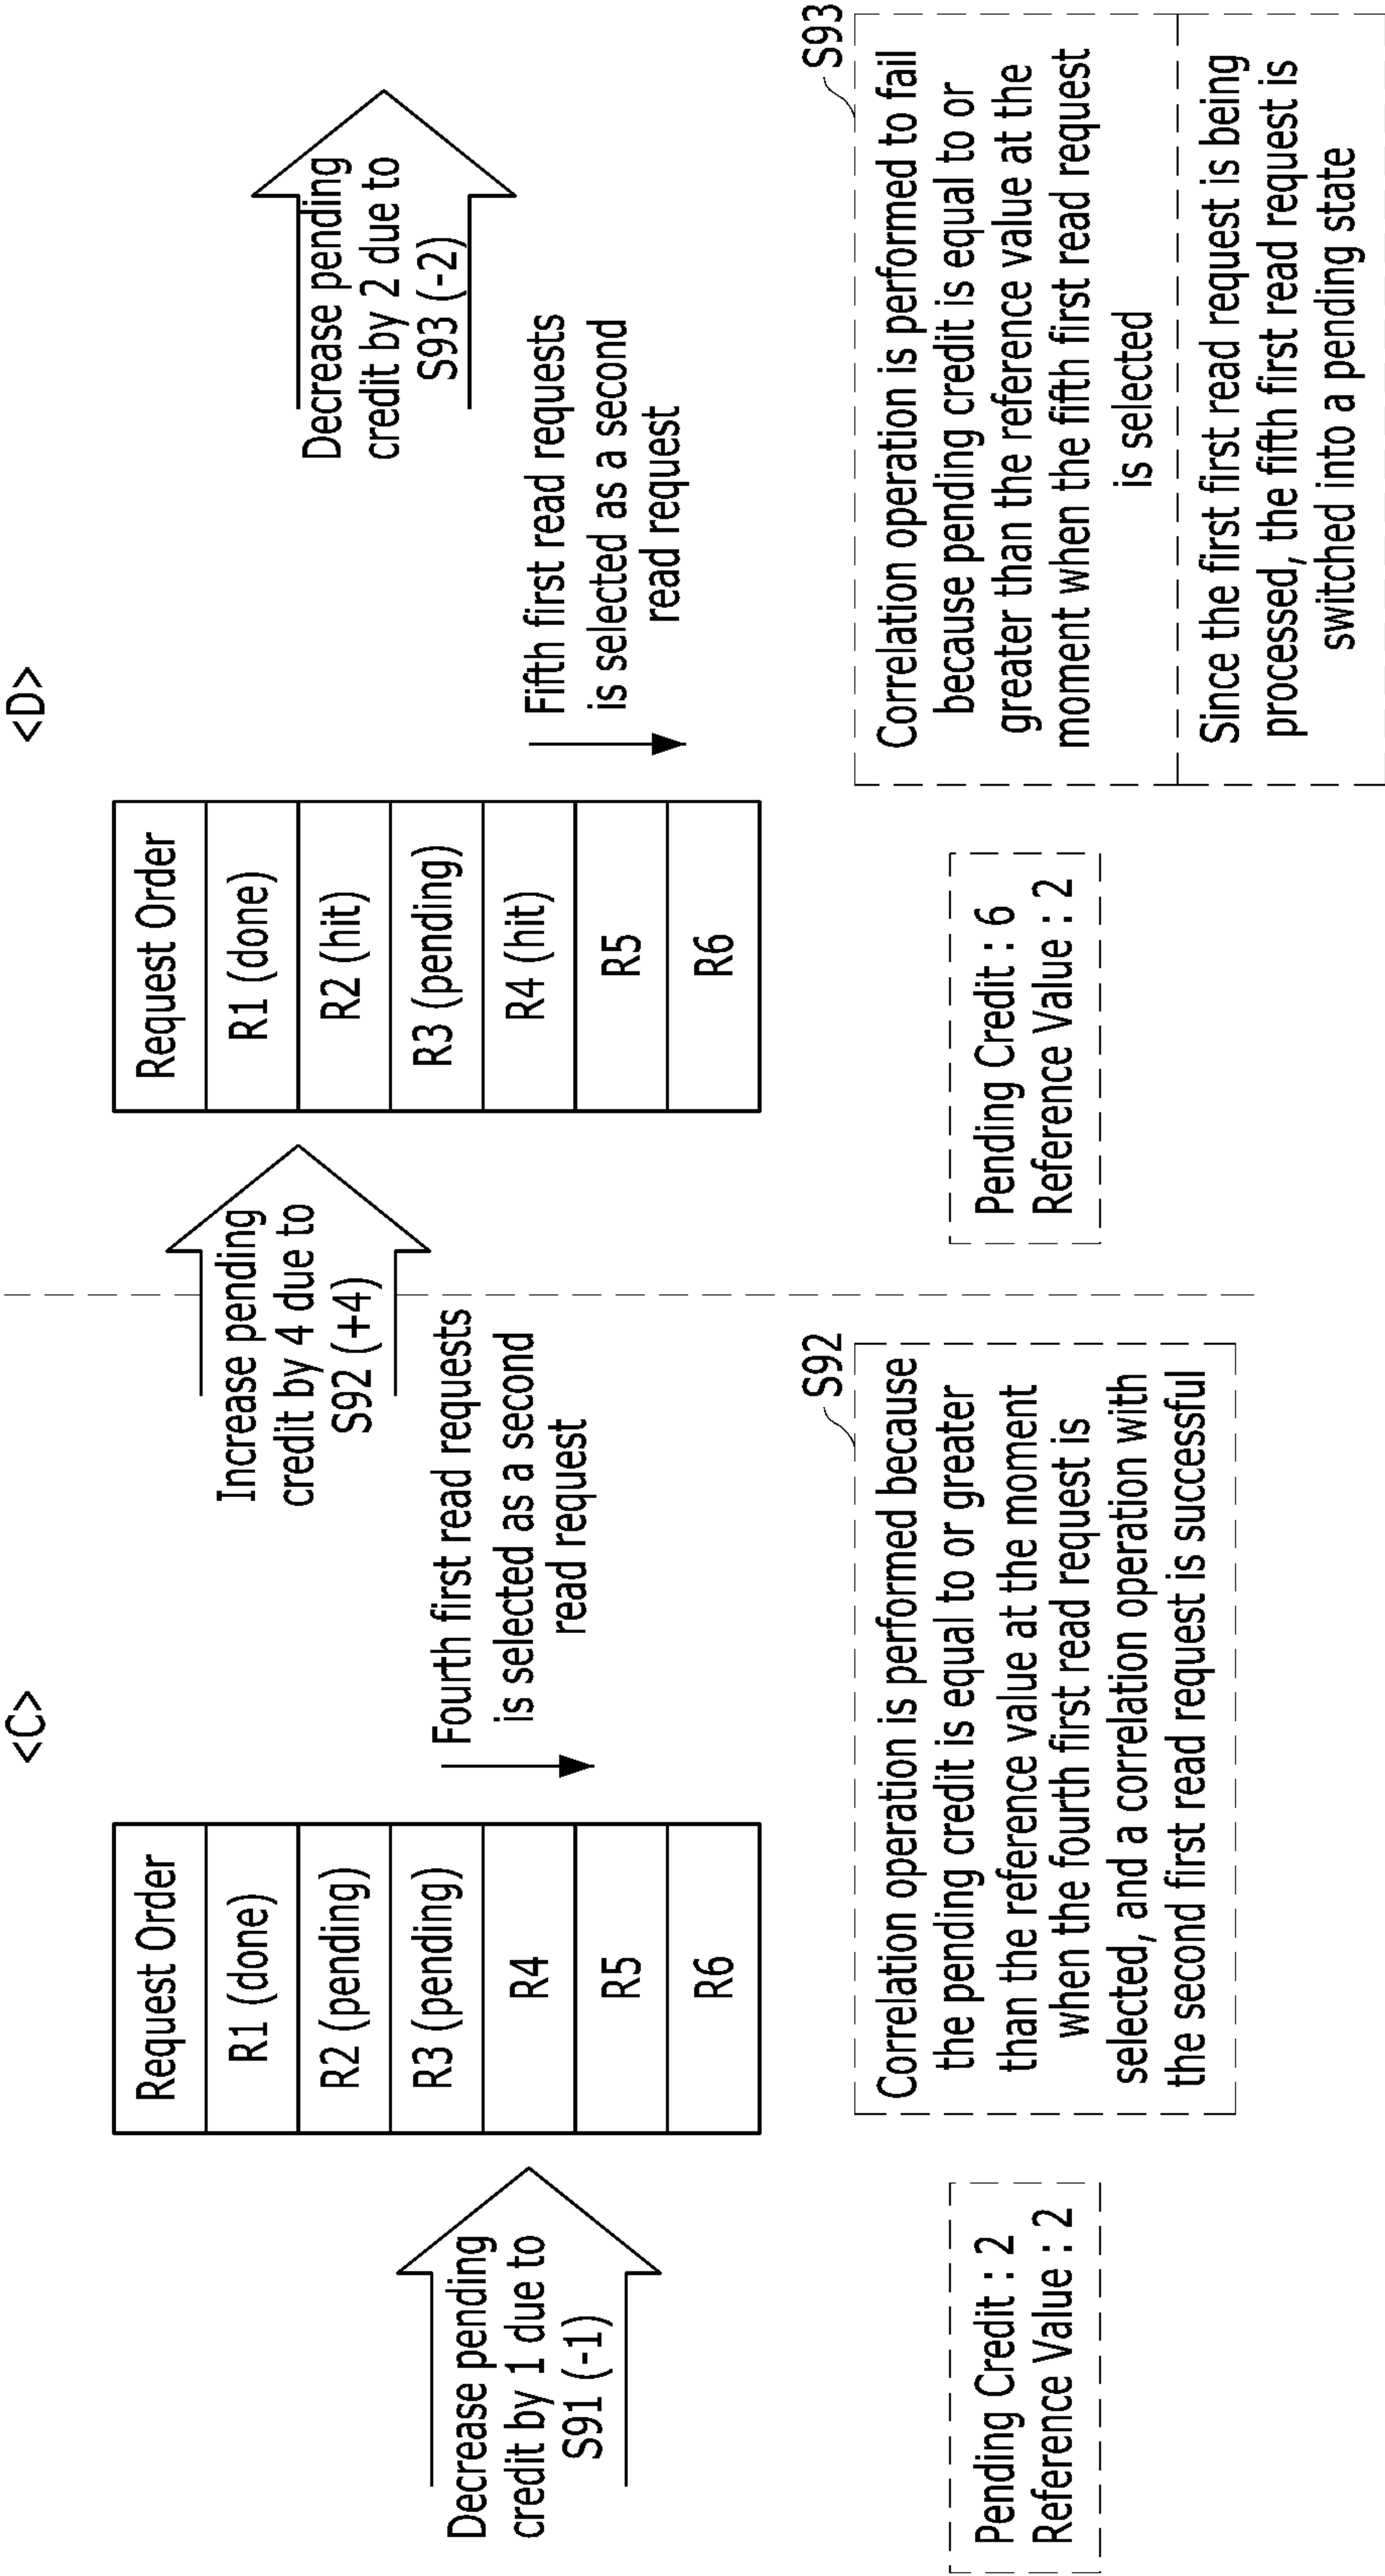 <C>
Decrease pending
credit by 1 due to
S91 (-1)
Request Order
R1 (done)
R2 (pending)
R3 (pending)
R4
R5
R6
Fourth first read requests
is selected as a second
read request
Pending Credit : 2
Reference Value : 2
S92
Correlation operation is performed because
the pending credit is equal to or greater
than the reference value at the moment
when the fourth first read request is
selected, and a correlation operation with
the second first read request is successful
Increase pending
credit by 4 due to
S92 (+4)
<D>
Request Order
R1 (done)
R2 (hit)
R3 (pending)
R4 (hit)
R5
R6
Fifth first read requests
is selected as a second
read request
Decrease pending
credit by 2 due to
S93 (-2)
Pending Credit : 6
Reference Value : 2
S93
Correlation operation is performed to fail
because pending credit is equal to or
greater than the reference value at the
moment when the fifth first read request
is selected
Since the first first read request is being
processed, the fifth first read request is
switched into a pending state